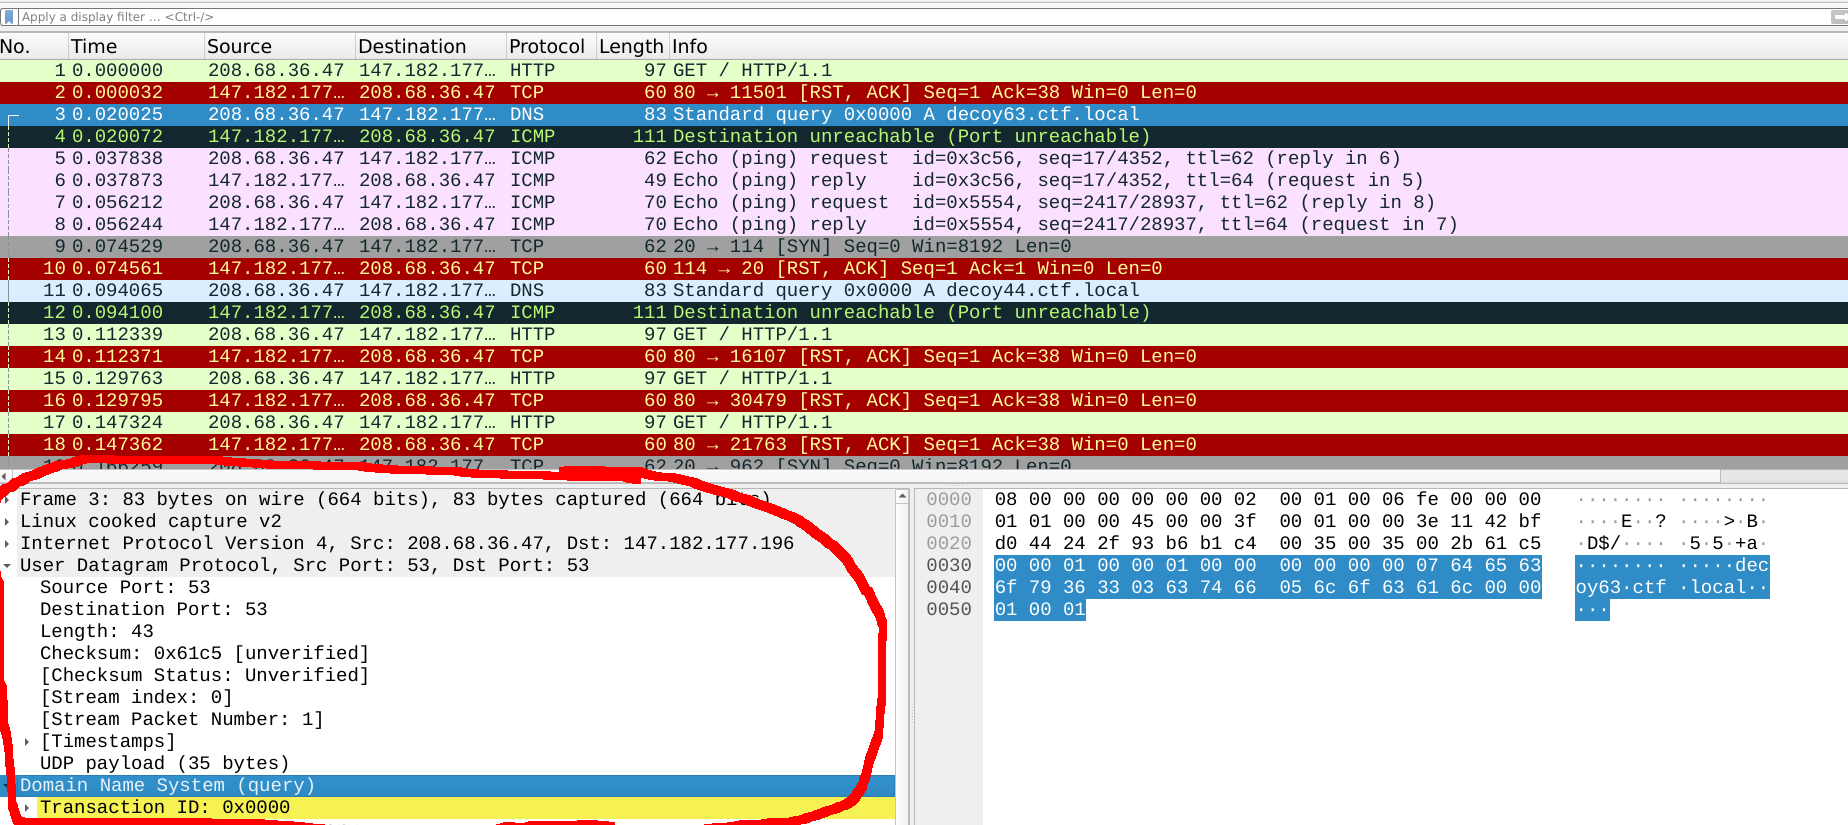 Apply a display filter ... <Ctrl-/>
No. Time Source Destination Protocol Length Info
1 0.000000 208.68.36.47 147.182.177… HTTP 97 GET / HTTP/1.1
2 0.000032 147.182.177… 208.68.36.47 TCP 60 80 → 11501 [RST, ACK] Seq=1 Ack=38 Win=0 Len=0
3 0.020025 208.68.36.47 147.182.177… DNS 83 Standard query 0x0000 A decoy63.ctf.local
4 0.020072 147.182.177… 208.68.36.47 ICMP 111 Destination unreachable (Port unreachable)
5 0.037838 208.68.36.47 147.182.177… ICMP 62 Echo (ping) request id=0x3c56, seq=17/4352, ttl=62 (reply in 6)
6 0.037873 147.182.177… 208.68.36.47 ICMP 49 Echo (ping) reply id=0x3c56, seq=17/4352, ttl=64 (request in 5)
7 0.056212 208.68.36.47 147.182.177… ICMP 70 Echo (ping) request id=0x5554, seq=2417/28937, ttl=62 (reply in 8)
8 0.056244 147.182.177… 208.68.36.47 ICMP 70 Echo (ping) reply id=0x5554, seq=2417/28937, ttl=64 (request in 7)
9 0.074529 208.68.36.47 147.182.177… TCP 62 20 → 114 [SYN] Seq=0 Win=8192 Len=0
10 0.074561 147.182.177… 208.68.36.47 TCP 60 114 → 20 [RST, ACK] Seq=1 Ack=1 Win=0 Len=0
11 0.094065 208.68.36.47 147.182.177… DNS 83 Standard query 0x0000 A decoy44.ctf.local
12 0.094100 147.182.177… 208.68.36.47 ICMP 111 Destination unreachable (Port unreachable)
13 0.112339 208.68.36.47 147.182.177… HTTP 97 GET / HTTP/1.1
14 0.112371 147.182.177… 208.68.36.47 TCP 60 80 → 16107 [RST, ACK] Seq=1 Ack=38 Win=0 Len=0
15 0.129763 208.68.36.47 147.182.177… HTTP 97 GET / HTTP/1.1
16 0.129795 147.182.177… 208.68.36.47 TCP 60 80 → 30479 [RST, ACK] Seq=1 Ack=38 Win=0 Len=0
17 0.147324 208.68.36.47 147.182.177… HTTP 97 GET / HTTP/1.1
18 0.147362 147.182.177… 208.68.36.47 TCP 60 80 → 21763 [RST, ACK] Seq=1 Ack=38 Win=0 Len=0
147.182.177 TCP 62 20 → 962 [SYN] Seq=0 Win=8192 Len=0
Frame 3: 83 bytes on wire (664 bits), 83 bytes captured (664 bits)
Linux cooked capture v2
Internet Protocol Version 4, Src: 208.68.36.47, Dst: 147.182.177.196
User Datagram Protocol, Src Port: 53, Dst Port: 53
Source Port: 53
Destination Port: 53
Length: 43
Checksum: 0x61c5 [unverified]
[Checksum Status: Unverified]
[Stream index: 0]
[Stream Packet Number: 1]
[Timestamps]
UDP payload (35 bytes)
Domain Name System (query)
Transaction ID: 0x0000
0000 08 00 00 00 00 00 00 02 00 01 00 06 fe 00 00 00 ········ ········
0010 01 01 00 00 45 00 00 3f 00 01 00 00 3e 11 42 bf ····E··? ····>·B·
0020 d0 44 24 2f 93 b6 b1 c4 00 35 00 35 00 2b 61 c5 ·D$/···· ·5·5·+a·
0030 00 00 01 00 00 01 00 00 00 00 00 00 07 64 65 63 ········ ·····dec
0040 6f 79 36 33 03 63 74 66 05 6c 6f 63 61 6c 00 00 oy63·ctf ·local··
0050 01 00 01 ···